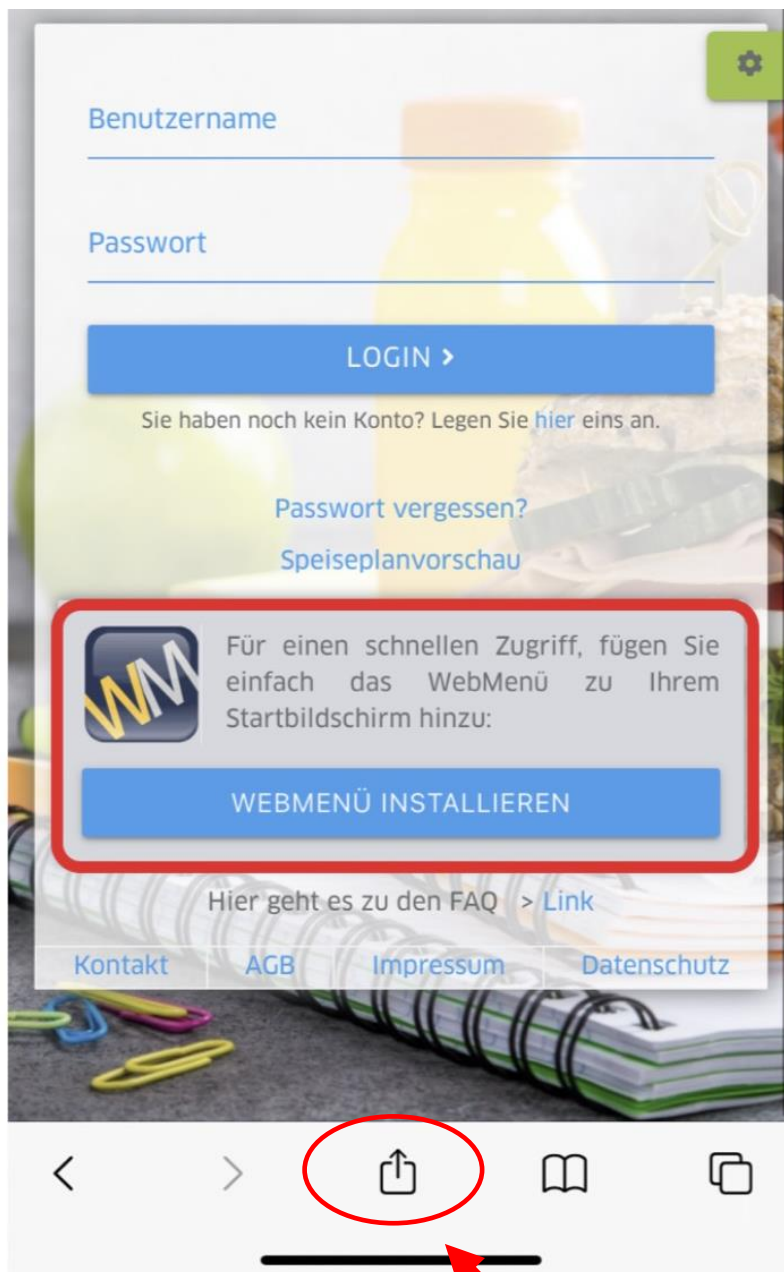 Benutzername
Passwort
LOGIN >
Sie haben noch kein Konto? Legen Sie hier eins an.
Passwort vergessen?
Speiseplanvorschau
WM
Für einen schnellen Zugriff, fügen Sie
einfach das WebMenü zu Ihrem
Startbildschirm hinzu:
WEBMENÜ INSTALLIEREN
Hier geht es zu den FAQ > Link
Kontakt AGB Impressum Datenschutz